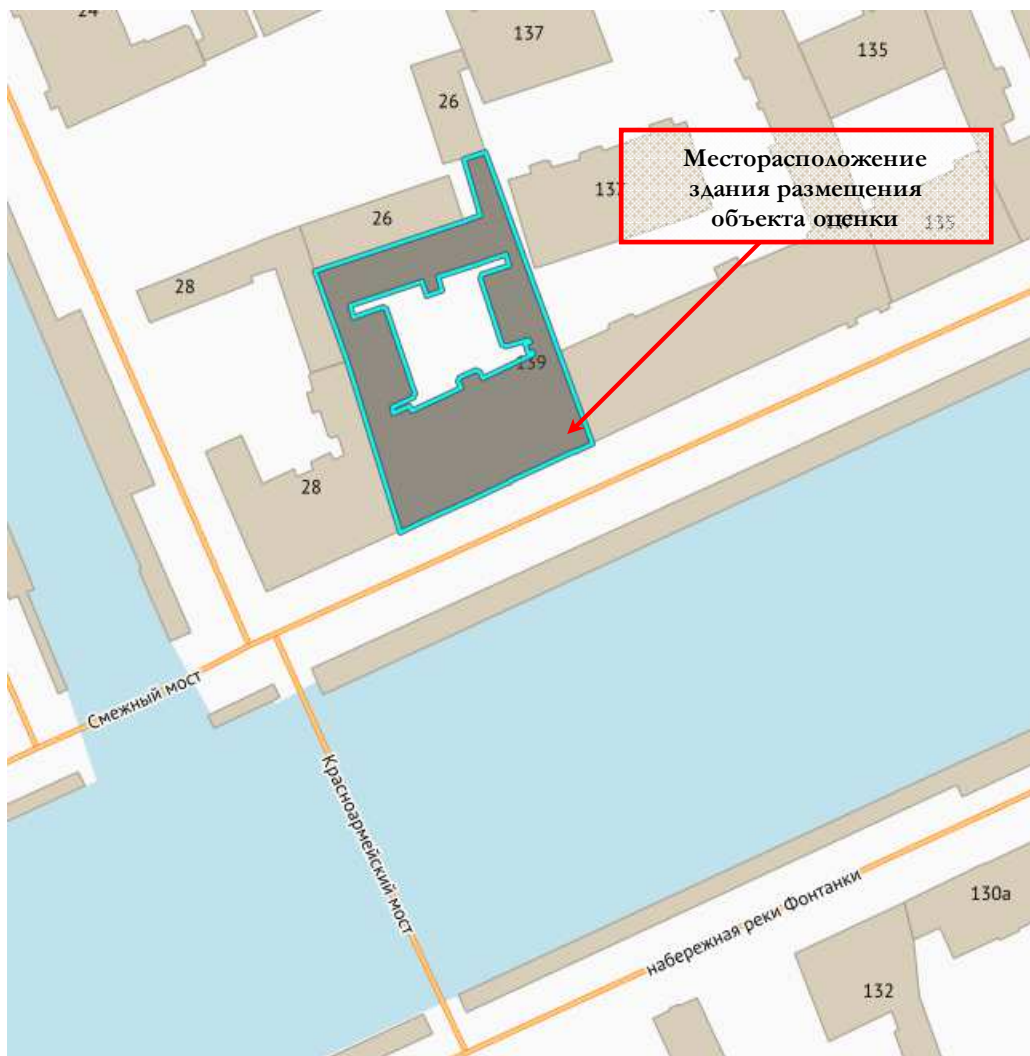 24
137
135
26
Месторасположение
здания размещения
объекта оценки
26
135
28
139
28
Смежный мост
Красноармейский мост
набережная реки Фонтанки
130а
132